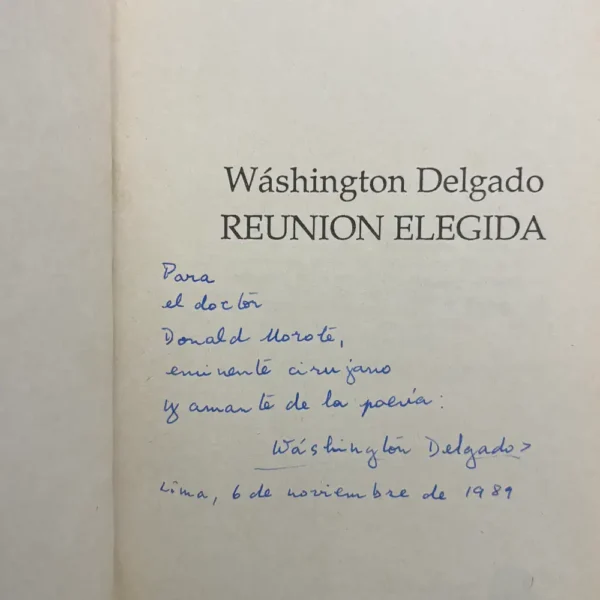 Wáshington Delgado
REUNION ELEGIDA
Para
el doctor
Donald Morote,
eminente cirujano
y amante de la poesía:
Wáshington Delgado
Lima, 6 de noviembre de 1989